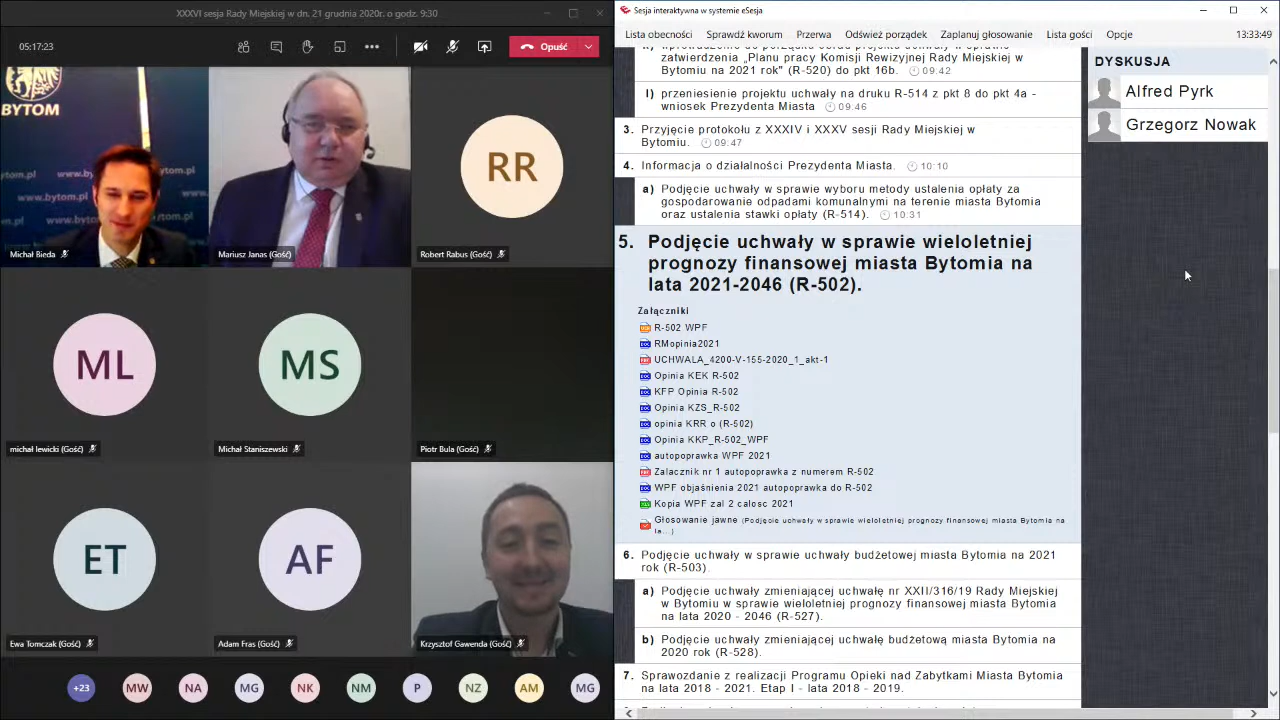 XXXVI sesja Rady Miejskiej w dn. 21 grudnia 2020r. o godz. 9:30
05:17:23
Opuść
BYTOM
www.bytom.pl
Michał Bieda
Mariusz Janas (Gość)
RR
Robert Rabus (Gość)
ML
michał lewicki (Gość)
MS
Michał Staniszewski
Piotr Bula (Gość)
ET
Ewa Tomczak (Gość)
AF
Adam Fras (Gość)
Krzysztof Gawenda (Gość)
+23
MW
NA
MG
NK
NM
P
NZ
AM
MG
Sesja interaktywna w systemie eSesja
Lista obecności
Sprawdź kworum
Przerwa
Odśwież porządek
Zaplanuj głosowanie
Lista gości
Opcje
13:33:49
zatwierdzenia „Planu pracy Komisji Rewizyjnej Rady Miejskiej w
Bytomiu na 2021 rok” (R-520) do pkt 16b. 09:42
l) przeniesienie projektu uchwały na druku R-514 z pkt 8 do pkt 4a -
wniosek Prezydenta Miasta 09:46
3. Przyjęcie protokołu z XXXIV i XXXV sesji Rady Miejskiej w
Bytomiu. 09:47
4. Informacja o działalności Prezydenta Miasta. 10:10
a) Podjęcie uchwały w sprawie wyboru metody ustalenia opłaty za
gospodarowanie odpadami komunalnymi na terenie miasta Bytomia
oraz ustalenia stawki opłaty (R-514). 10:31
5. Podjęcie uchwały w sprawie wieloletniej
prognozy finansowej miasta Bytomia na
lata 2021-2046 (R-502).
Załączniki
R-502 WPF
RMopinia2021
UCHWALA_4200-V-155-2020_1_akt-1
Opinia KEK R-502
KFP Opinia R-502
Opinia KZS_R-502
opinia KRR o (R-502)
Opinia KKP_R-502_WPF
autopoprawka WPF 2021
Zalacznik nr 1 autopoprawka z numerem R-502
WPF objaśnienia 2021 autopoprawka do R-502
Kopia WPF zal 2 calosc 2021
Głosowanie jawne (Podjęcie uchwały w sprawie wieloletniej prognozy finansowej miasta Bytomia na
la...)
6. Podjęcie uchwały w sprawie uchwały budżetowej miasta Bytomia na 2021
rok (R-503).
a) Podjęcie uchwały zmieniającej uchwałę nr XXII/316/19 Rady Miejskiej
w Bytomiu w sprawie wieloletniej prognozy finansowej miasta Bytomia
na lata 2020 - 2046 (R-527).
b) Podjęcie uchwały zmieniającej uchwałę budżetową miasta Bytomia na
2020 rok (R-528).
7. Sprawozdanie z realizacji Programu Opieki nad Zabytkami Miasta Bytomia
na lata 2018 - 2021. Etap I - lata 2018 - 2019.
DYSKUSJA
Alfred Pyrk
Grzegorz Nowak